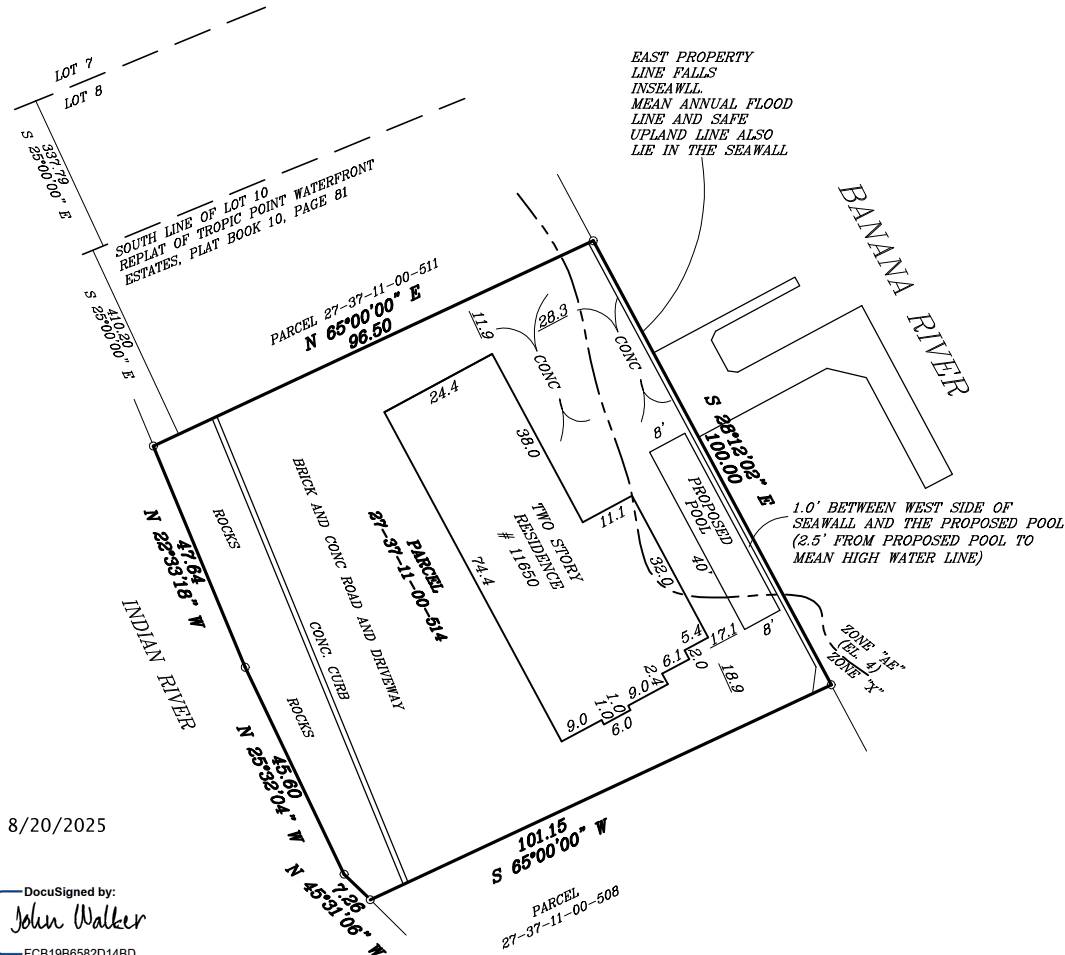 LOT 7
LOT 8
337.79
S 25°00'00" E
SOUTH LINE OF LOT 10
REPLAT OF TROPIC POINT WATERFRONT
ESTATES, PLAT BOOK 10, PAGE 81
410.20
S 25°00'00" E
EAST PROPERTY
LINE FALLS
INSEAWLL.
MEAN ANNUAL FLOOD
LINE AND SAFE
UPLAND LINE ALSO
LIE IN THE SEAWALL
BANANA RIVER
PARCEL 27-37-11-00-511
N 65°00'00" E
96.50
11.9
28.3
CONC
CONC
24.4
38.0
11.1
74.4
32.0
TWO STORY
RESIDENCE
# 11650
8'
PROPOSED
POOL
40'
8'
S 28°12'02" E
100.00
1.0' BETWEEN WEST SIDE OF
SEAWALL AND THE PROPOSED POOL
(2.5' FROM PROPOSED POOL TO
MEAN HIGH WATER LINE)
ROCKS
BRICK AND CONC ROAD AND DRIVEWAY
PARCEL
27-37-11-00-514
47.64
N 22°33'18" W
INDIAN RIVER
CONC. CURB
ROCKS
5.4
17.1
2.0
6.1
18.9
2.4
9.0
1.0
1.0
6.0
9.0
ZONE "AE"
(EL. 4)
ZONE "X"
45.60
N 25°32'04" W
7.26
N 45°31'06" W
101.15
S 65°00'00" W
PARCEL
27-37-11-00-508
8/20/2025
DocuSigned by:
John Walker
ECB19B6582D14BD